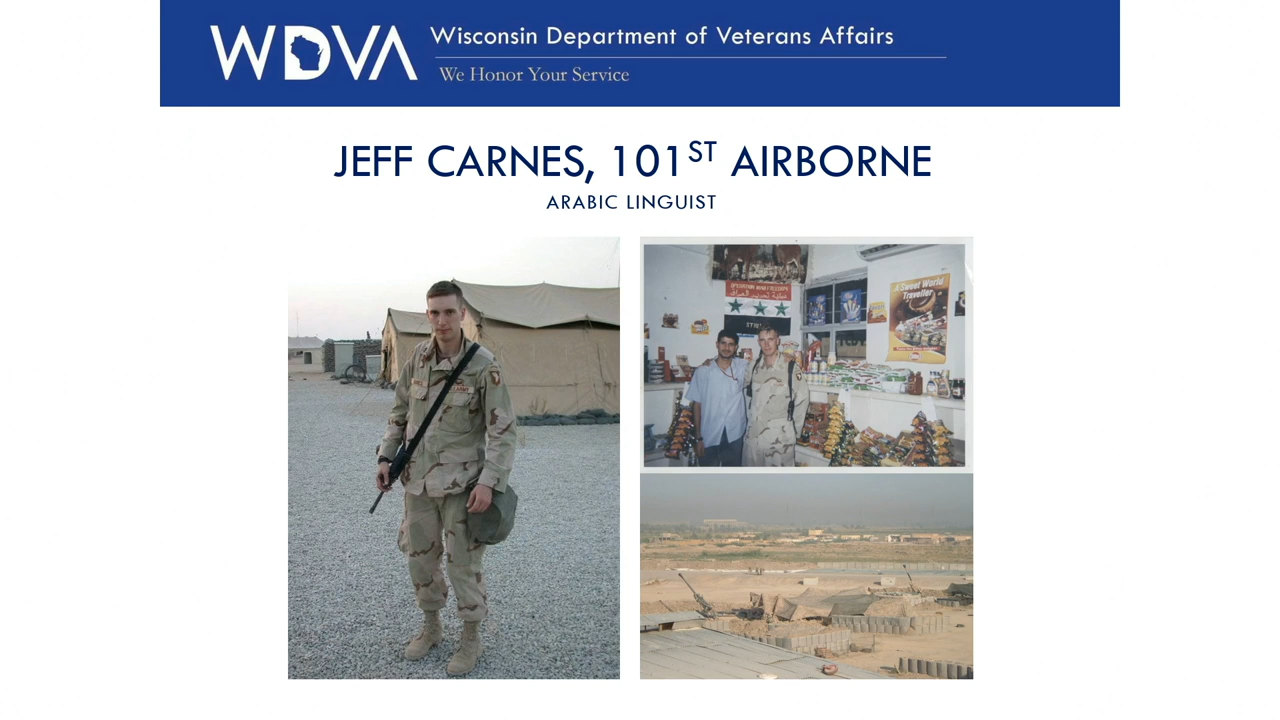 WDVA
Wisconsin Department of Veterans Affairs
We Honor Your Service
JEFF CARNES, 101ST AIRBORNE
ARABIC LINGUIST
A Sweet World
Traveller